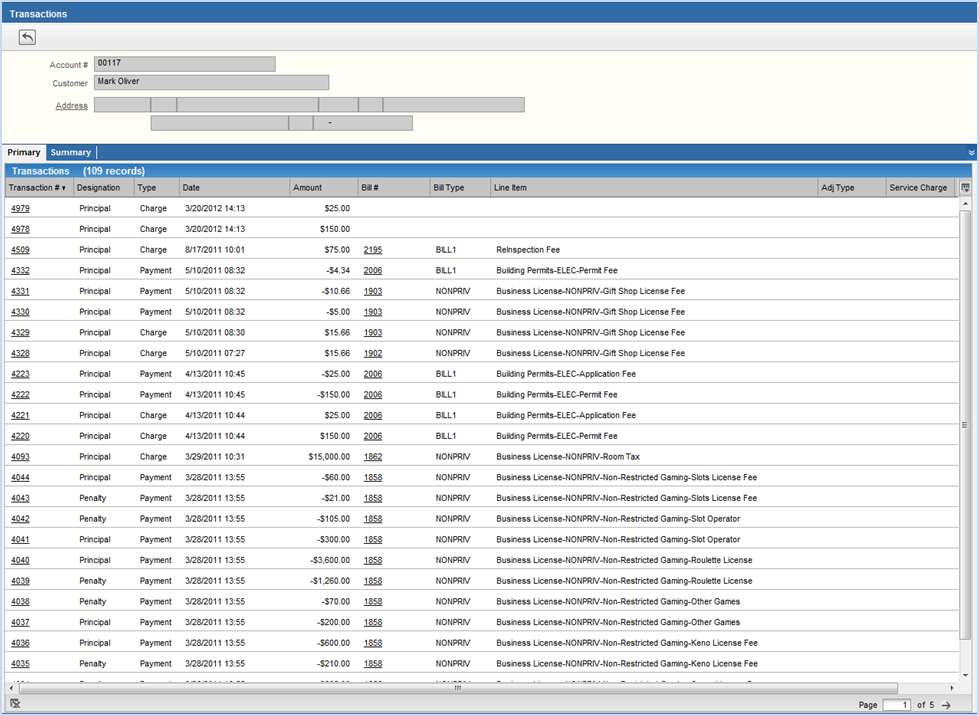 Transactions
Account # 00117
Customer Mark Oliver
Address
-
Primary Summary
Transactions (109 records)
Transaction # Designation Type Date Amount Bill # Bill Type Line Item Adj Type Service Charge
4979 Principal Charge 3/20/2012 14:13 $25.00
4978 Principal Charge 3/20/2012 14:13 $150.00
4509 Principal Charge 8/17/2011 10:01 $75.00 2195 BILL1 ReInspection Fee
4332 Principal Payment 5/10/2011 08:32 -$4.34 2006 BILL1 Building Permits-ELEC-Permit Fee
4331 Principal Payment 5/10/2011 08:32 -$10.66 1903 NONPRIV Business License-NONPRIV-Gift Shop License Fee
4330 Principal Payment 5/10/2011 08:32 -$5.00 1903 NONPRIV Business License-NONPRIV-Gift Shop License Fee
4329 Principal Charge 5/10/2011 08:30 $15.66 1903 NONPRIV Business License-NONPRIV-Gift Shop License Fee
4328 Principal Charge 5/10/2011 07:27 $15.66 1902 NONPRIV Business License-NONPRIV-Gift Shop License Fee
4223 Principal Payment 4/13/2011 10:45 -$25.00 2006 BILL1 Building Permits-ELEC-Application Fee
4222 Principal Payment 4/13/2011 10:45 -$150.00 2006 BILL1 Building Permits-ELEC-Permit Fee
4221 Principal Charge 4/13/2011 10:44 $25.00 2006 BILL1 Building Permits-ELEC-Application Fee
4220 Principal Charge 4/13/2011 10:44 $150.00 2006 BILL1 Building Permits-ELEC-Permit Fee
4093 Principal Charge 3/29/2011 10:31 $15,000.00 1862 NONPRIV Business License-NONPRIV-Room Tax
4044 Principal Payment 3/28/2011 13:55 -$60.00 1858 NONPRIV Business License-NONPRIV-Non-Restricted Gaming-Slots License Fee
4043 Penalty Payment 3/28/2011 13:55 -$21.00 1858 NONPRIV Business License-NONPRIV-Non-Restricted Gaming-Slots License Fee
4042 Penalty Payment 3/28/2011 13:55 -$105.00 1858 NONPRIV Business License-NONPRIV-Non-Restricted Gaming-Slot Operator
4041 Principal Payment 3/28/2011 13:55 -$300.00 1858 NONPRIV Business License-NONPRIV-Non-Restricted Gaming-Slot Operator
4040 Principal Payment 3/28/2011 13:55 -$3,600.00 1858 NONPRIV Business License-NONPRIV-Non-Restricted Gaming-Roulette License
4039 Penalty Payment 3/28/2011 13:55 -$1,260.00 1858 NONPRIV Business License-NONPRIV-Non-Restricted Gaming-Roulette License
4038 Penalty Payment 3/28/2011 13:55 -$70.00 1858 NONPRIV Business License-NONPRIV-Non-Restricted Gaming-Other Games
4037 Principal Payment 3/28/2011 13:55 -$200.00 1858 NONPRIV Business License-NONPRIV-Non-Restricted Gaming-Other Games
4036 Principal Payment 3/28/2011 13:55 -$600.00 1858 NONPRIV Business License-NONPRIV-Non-Restricted Gaming-Keno License Fee
4035 Penalty Payment 3/28/2011 13:55 -$210.00 1858 NONPRIV Business License-NONPRIV-Non-Restricted Gaming-Keno License Fee
Page 1 of 5